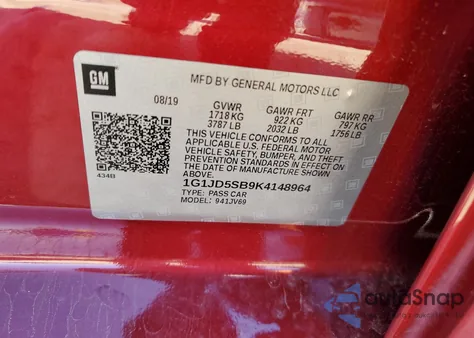 GM
MFD BY GENERAL MOTORS LLC
08/19
GVWR GAWR FRT GAWR RR
1718 KG 922 KG 797 KG
3787 LB 2032 LB 1756 LB
THIS VEHICLE CONFORMS TO ALL
APPLICABLE U.S. FEDERAL MOTOR
VEHICLE SAFETY, BUMPER, AND THEFT
PREVENTION STANDARDS IN EFFECT ON
THE DATE OF MANUFACTURE SHOWN ABOVE.
434B
1G1JD5SB9K4148964
TYPE: PASS CAR
MODEL: 941JV69
autoSnap